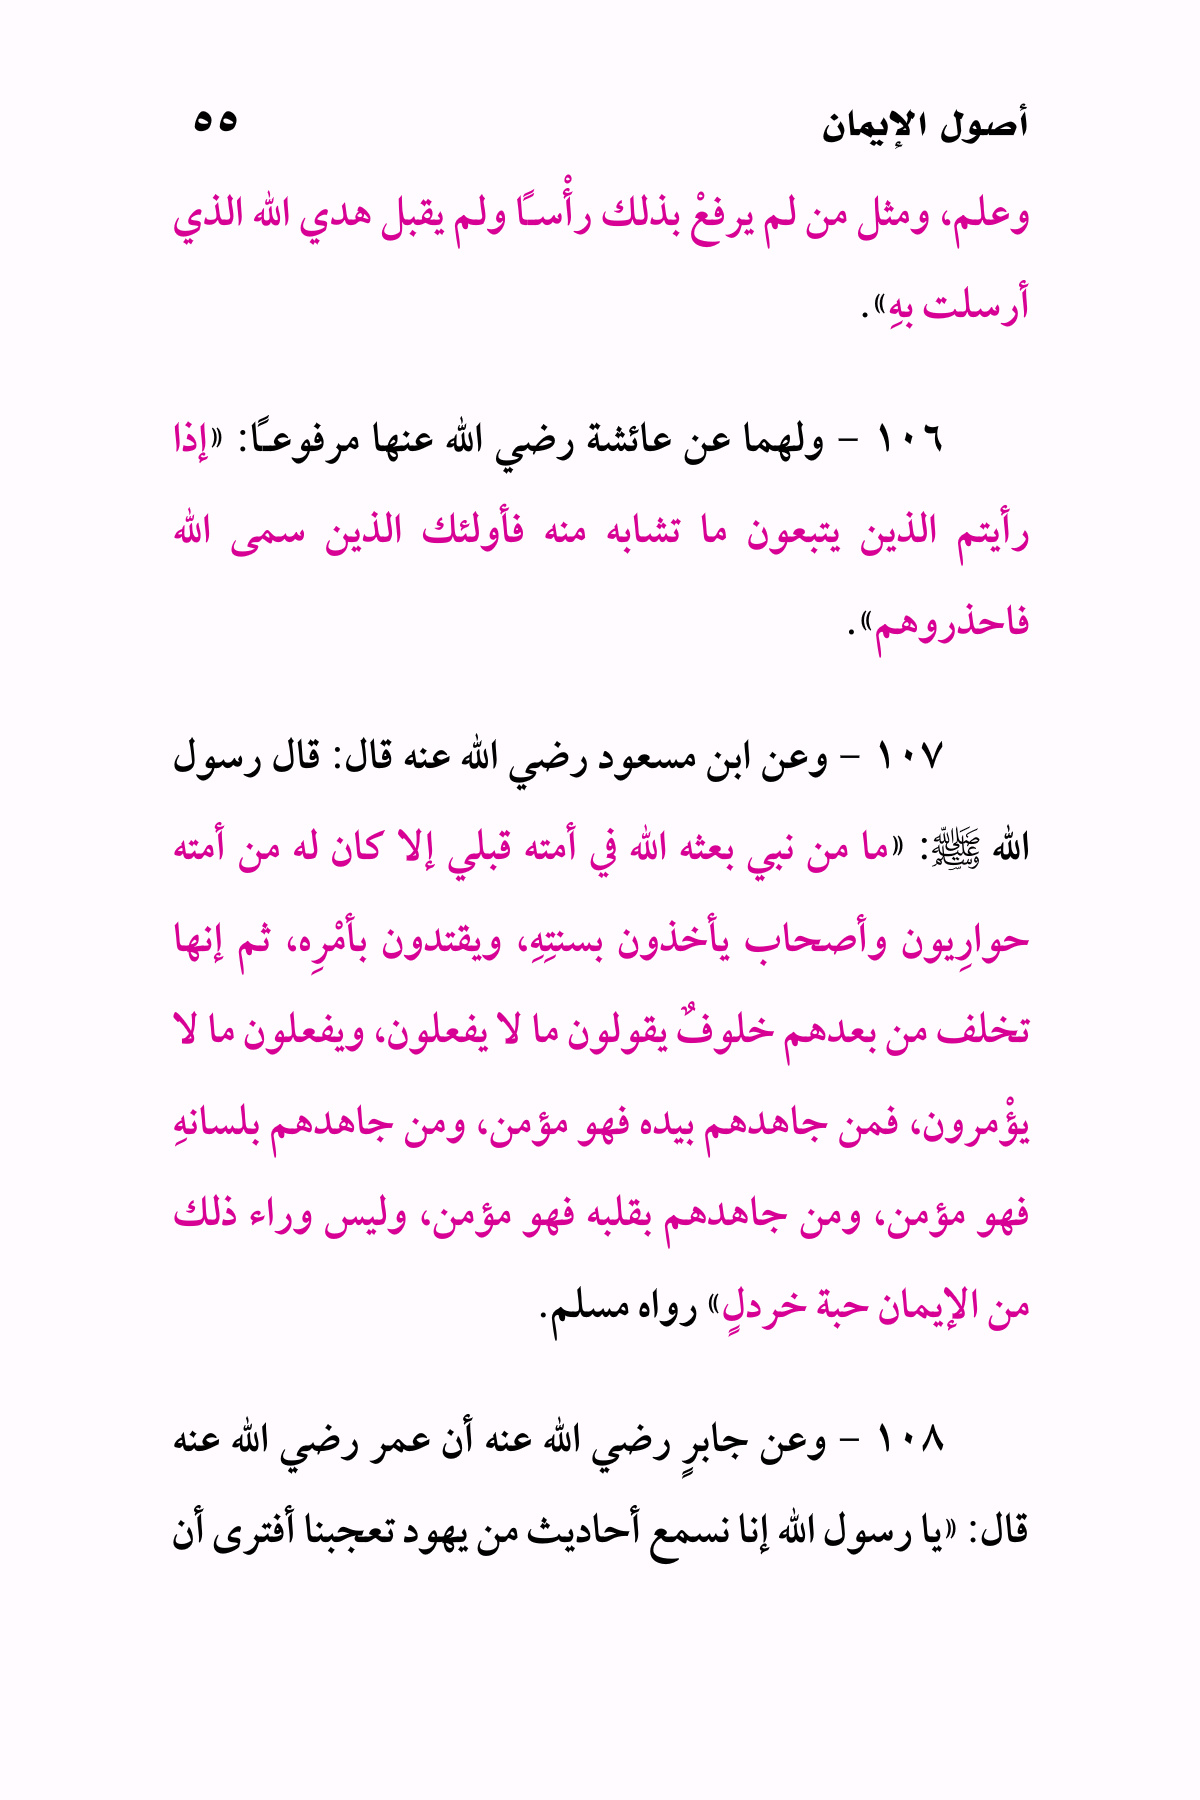 أصول الإيمان ٥٥
وعلم، ومثل من لم يرفعْ بذلك رأْسـًا ولم يقبل هدي الله الذي
أرسلت بهِ».
١٠٦ – ولهما عن عائشة رضي الله عنها مرفوعـًا: «إذا
رأيتم الذين يتبعون ما تشابه منه فأولئك الذين سمى الله
فاحذروهم».
١٠٧ – وعن ابن مسعود رضي الله عنه قال: قال رسول
الله ﷺ: «ما من نبي بعثه الله في أمته قبلي إلا كان له من أمته
حوارِيون وأصحاب يأخذون بسنتِهِ، ويقتدون بأمْرِه، ثم إنها
تخلف من بعدهم خلوفٌ يقولون ما لا يفعلون، ويفعلون ما لا
يؤْمرون، فمن جاهدهم بيده فهو مؤمن، ومن جاهدهم بلسانهِ
فهو مؤمن، ومن جاهدهم بقلبه فهو مؤمن، وليس وراء ذلك
من الإيمان حبة خردلٍ» رواه مسلم.
١٠٨ – وعن جابرٍ رضي الله عنه أن عمر رضي الله عنه
قال: «يا رسول الله إنا نسمع أحاديث من يهود تعجبنا أفترى أن